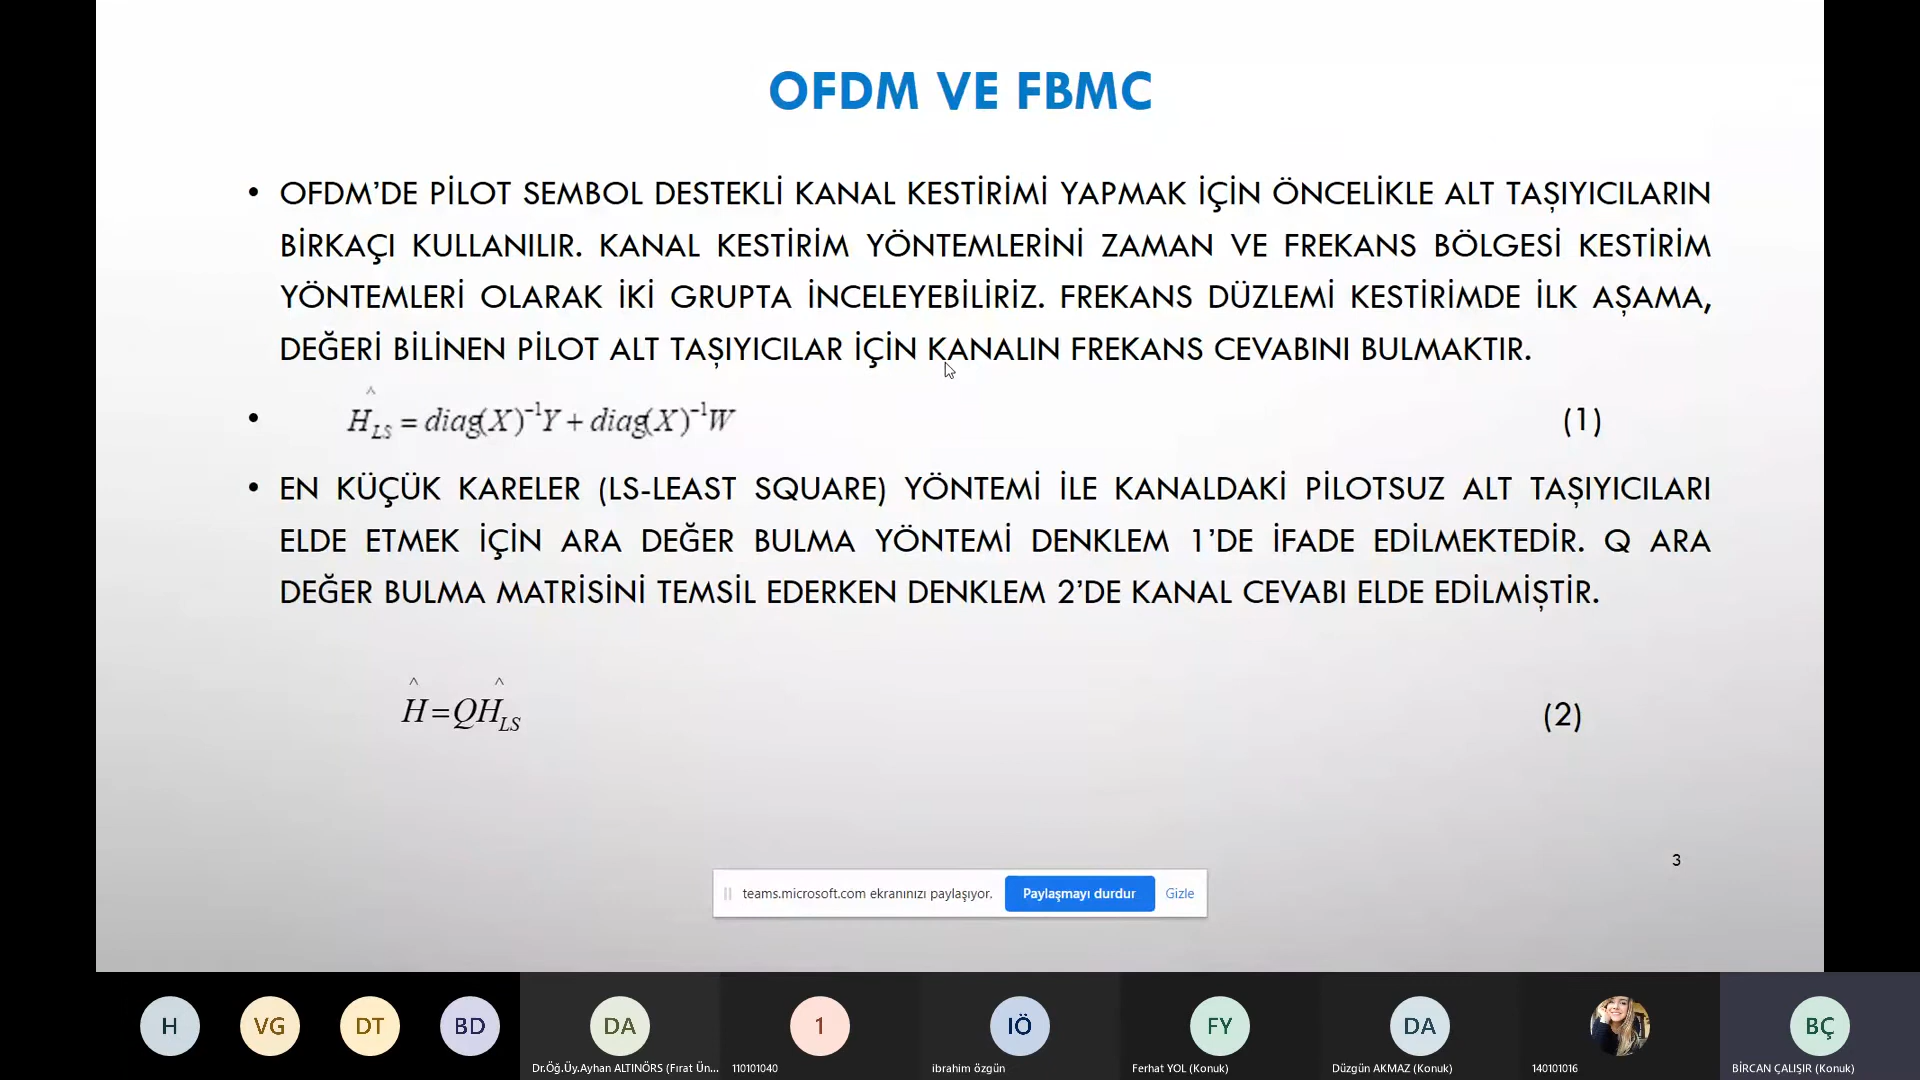 OFDM VE FBMC
• OFDM’DE PİLOT SEMBOL DESTEKLİ KANAL KESTİRİMİ YAPMAK İÇİN ÖNCELİKLE ALT TAŞIYICILARIN
BİRKAÇI KULLANILIR. KANAL KESTİRİM YÖNTEMLERİNİ ZAMAN VE FREKANS BÖLGESİ KESTİRİM
YÖNTEMLERİ OLARAK İKİ GRUPTA İNCELEYEBİLİRİZ. FREKANS DÜZLEMİ KESTİRİMDE İLK AŞAMA,
DEĞERİ BİLİNEN PİLOT ALT TAŞIYICILAR İÇİN KANALIN FREKANS CEVABINI BULMAKTIR.
• Ĥ_LS = diag(X)⁻¹Y + diag(X)⁻¹W (1)
• EN KÜÇÜK KARELER (LS-LEAST SQUARE) YÖNTEMİ İLE KANALDAKİ PİLOTSUZ ALT TAŞIYICILARI
ELDE ETMEK İÇİN ARA DEĞER BULMA YÖNTEMİ DENKLEM 1’DE İFADE EDİLMEKTEDİR. Q ARA
DEĞER BULMA MATRİSİNİ TEMSİL EDERKEN DENKLEM 2’DE KANAL CEVABI ELDE EDİLMİŞTİR.
Ĥ = QĤ_LS (2)
3
teams.microsoft.com ekranınızı paylaşıyor. Paylaşmayı durdur Gizle
H VG DT BD DA 1 IÖ FY DA BÇ
Dr.Öğ.Üy.Ayhan ALTINÖRS (Fırat Ün... 110101040 ibrahim özgün Ferhat YOL (Konuk) Düzgün AKMAZ (Konuk) 140101016 BİRCAN ÇALIŞIR (Konuk)